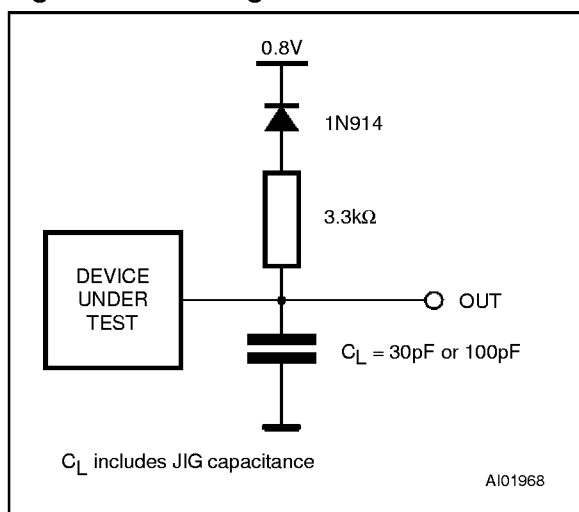 0.8V
1N914
3.3kΩ
DEVICE
UNDER
TEST
OUT
CL = 30pF or 100pF
CL includes JIG capacitance
AI01968